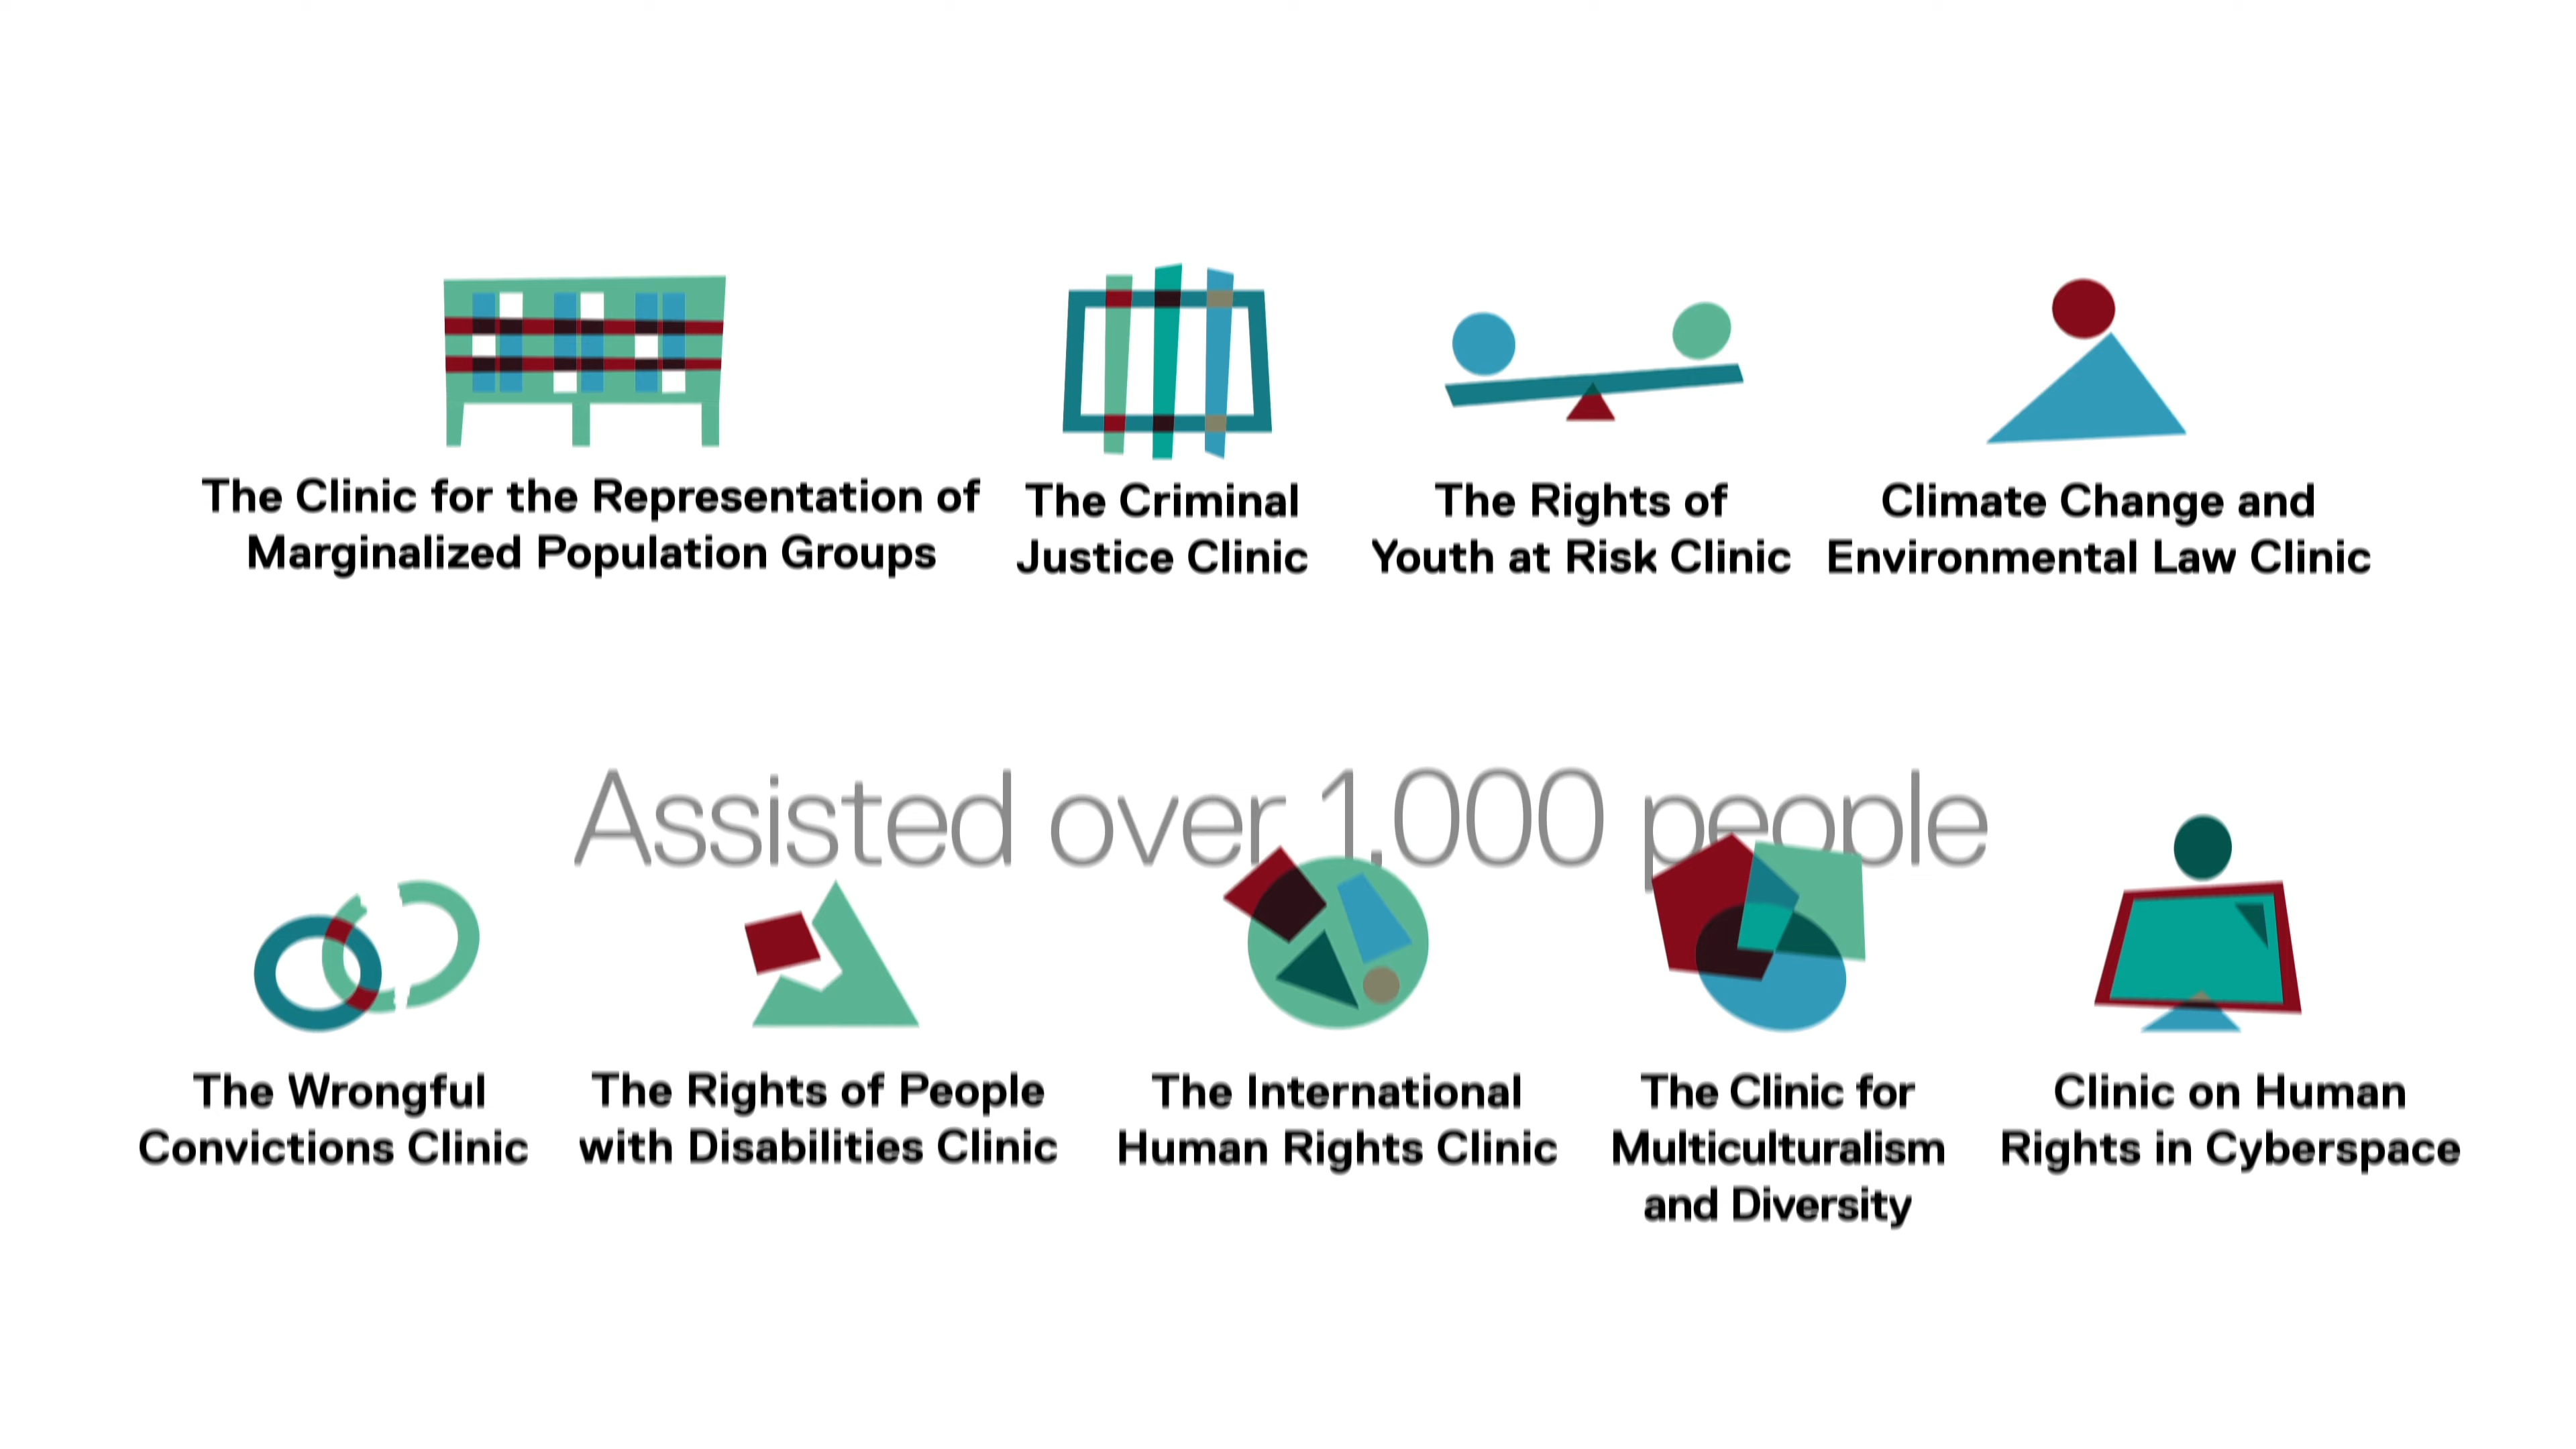 The Clinic for the Representation of
Marginalized Population Groups
The Criminal
Justice Clinic
The Rights of
Youth at Risk Clinic
Climate Change and
Environmental Law Clinic
Assisted over 1,000 people
The Wrongful
Convictions Clinic
The Rights of People
with Disabilities Clinic
The International
Human Rights Clinic
The Clinic for
Multiculturalism
and Diversity
Clinic on Human
Rights in Cyberspace